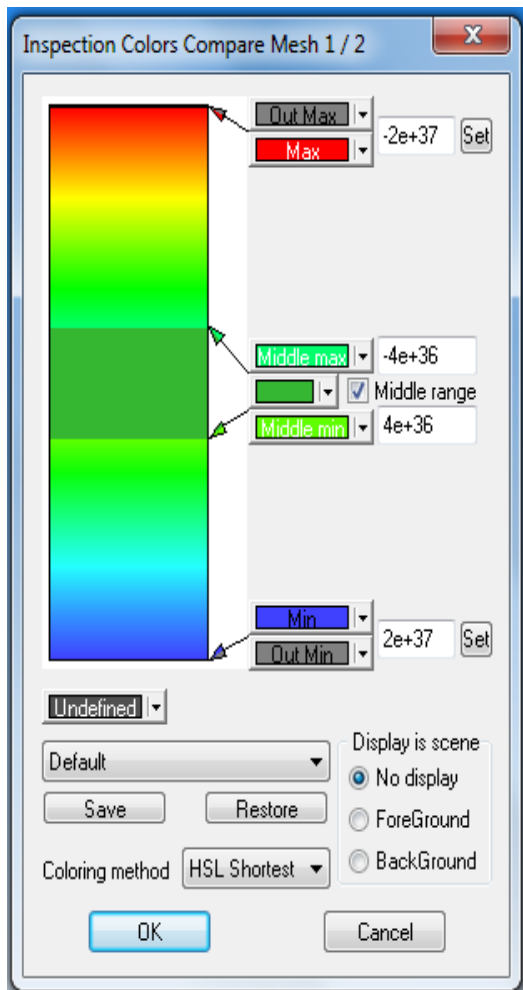 Inspection Colors Compare Mesh 1 / 2
x
Out Max
Max
-2e+37
Set
Middle max
-4e+36
Middle range
Middle min
4e+36
Min
Out Min
2e+37
Set
Undefined
Default
Save
Restore
Coloring method
HSL Shortest
Display is scene
No display
ForeGround
BackGround
OK
Cancel